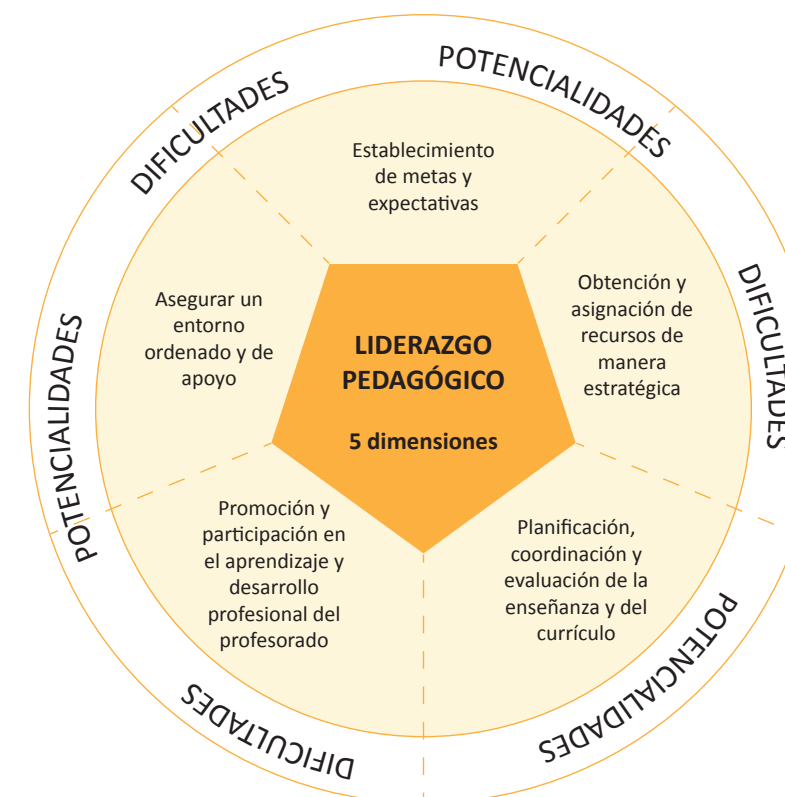 POTENCIALIDADES
DIFICULTADES
POTENCIALIDADES
DIFICULTADES
POTENCIALIDADES
DIFICULTADES
Establecimiento
de metas y
expectativas
Obtención y
asignación de
recursos de
manera
estratégica
Planificación,
coordinación y
evaluación de la
enseñanza y del
currículo
Promoción y
participación en
el aprendizaje y
desarrollo
profesional del
profesorado
Asegurar un
entorno
ordenado y de
apoyo
LIDERAZGO
PEDAGÓGICO
5 dimensiones